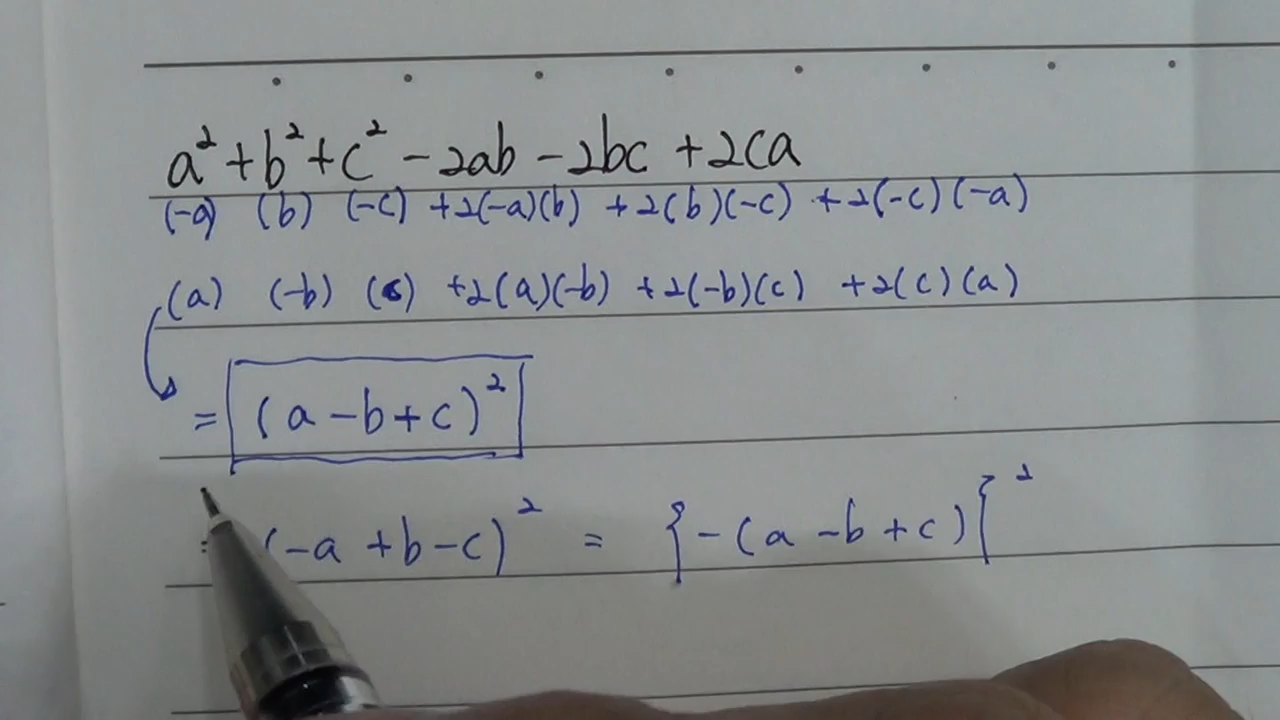 a² + b² + c² - 2ab - 2bc + 2ca
(-a) (b) (-c) +2(-a)(b) +2(b)(-c) +2(-c)(-a)
(a) (-b) (c) +2(a)(-b) +2(-b)(c) +2(c)(a)
= (a - b + c)²
= (-a + b - c)² = {-(a - b + c)}²